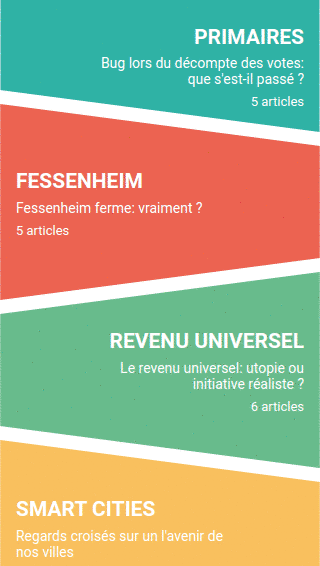 PRIMAIRES
Bug lors du décompte des votes:
que s'est-il passé ?
5 articles
FESSENHEIM
Fessenheim ferme: vraiment ?
5 articles
REVENU UNIVERSEL
Le revenu universel: utopie ou
initiative réaliste ?
6 articles
SMART CITIES
Regards croisés sur un l'avenir de
nos villes